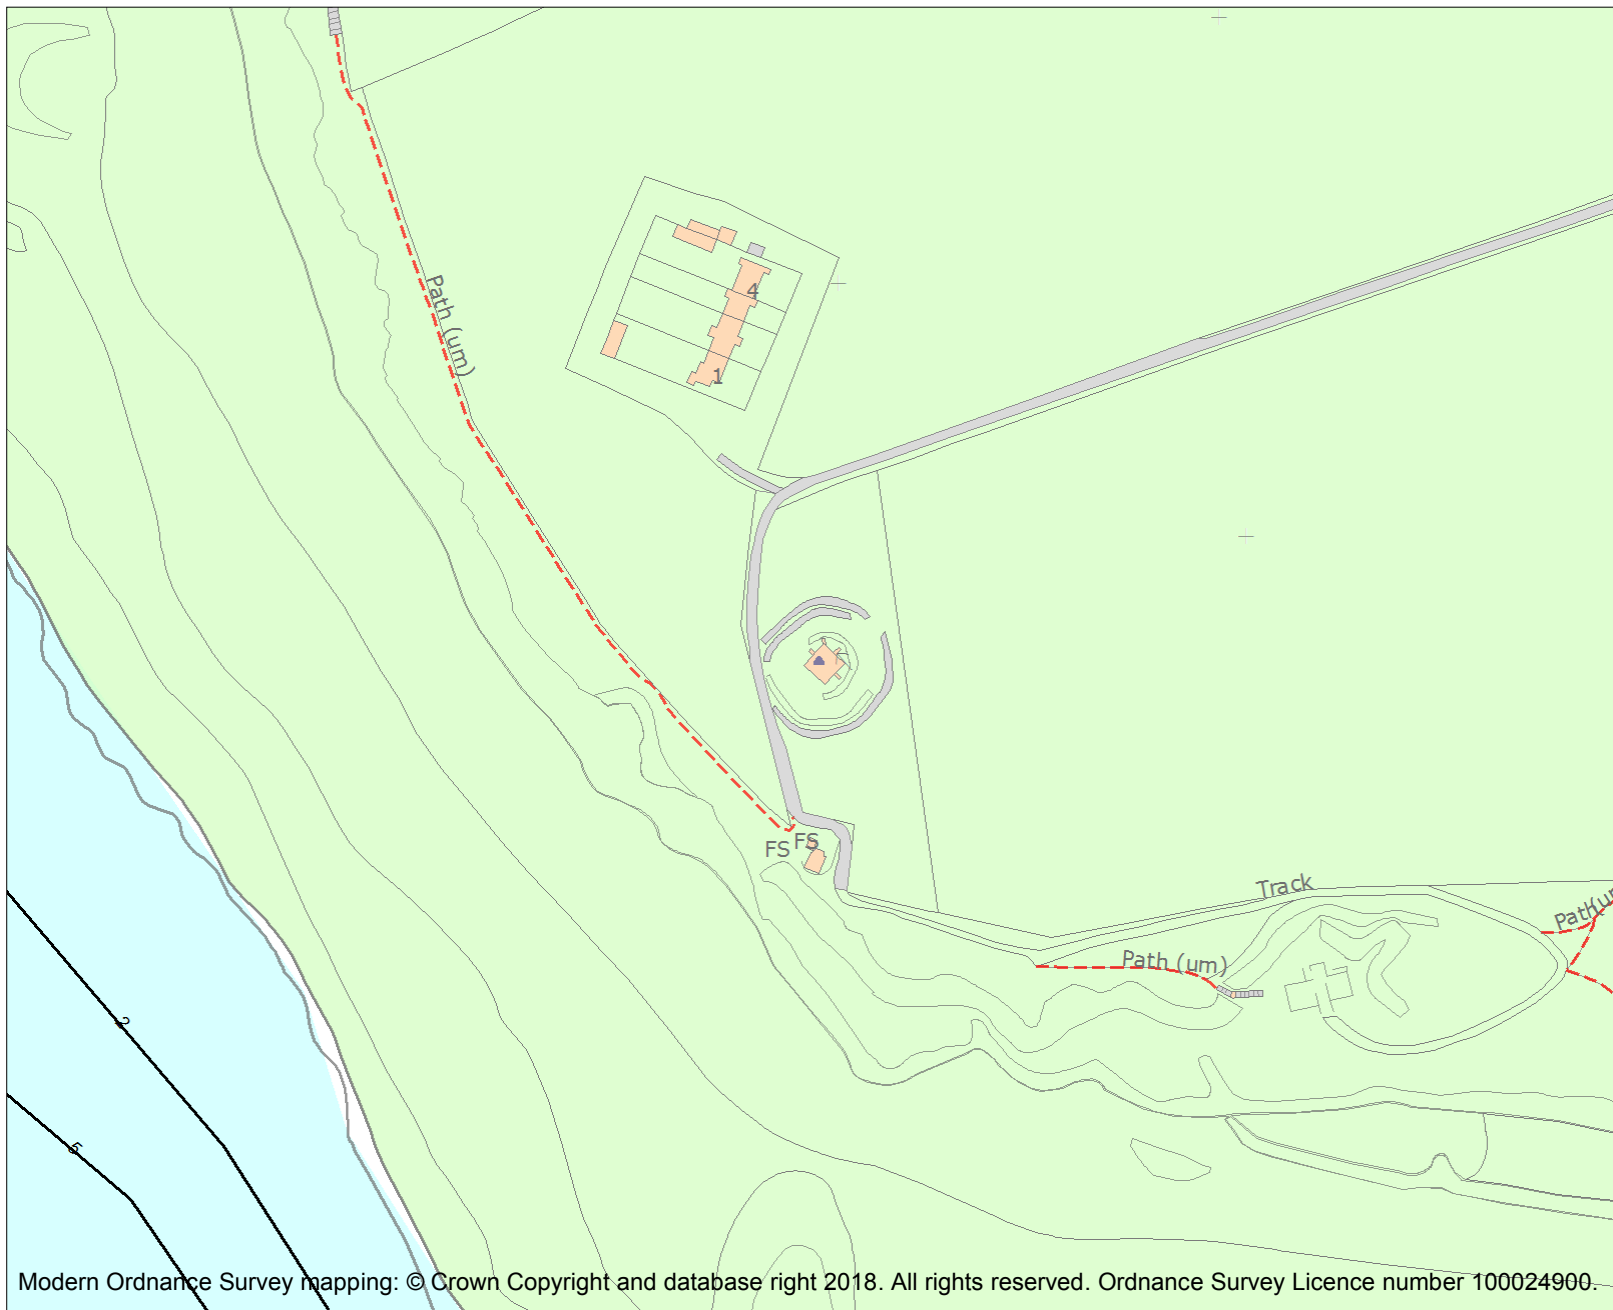 Path (um)
4
1
FS FS
Track
Path (um)
2
5
Modern Ordnance Survey mapping: © Crown Copyright and database right 2018. All rights reserved. Ordnance Survey Licence number 100024900.